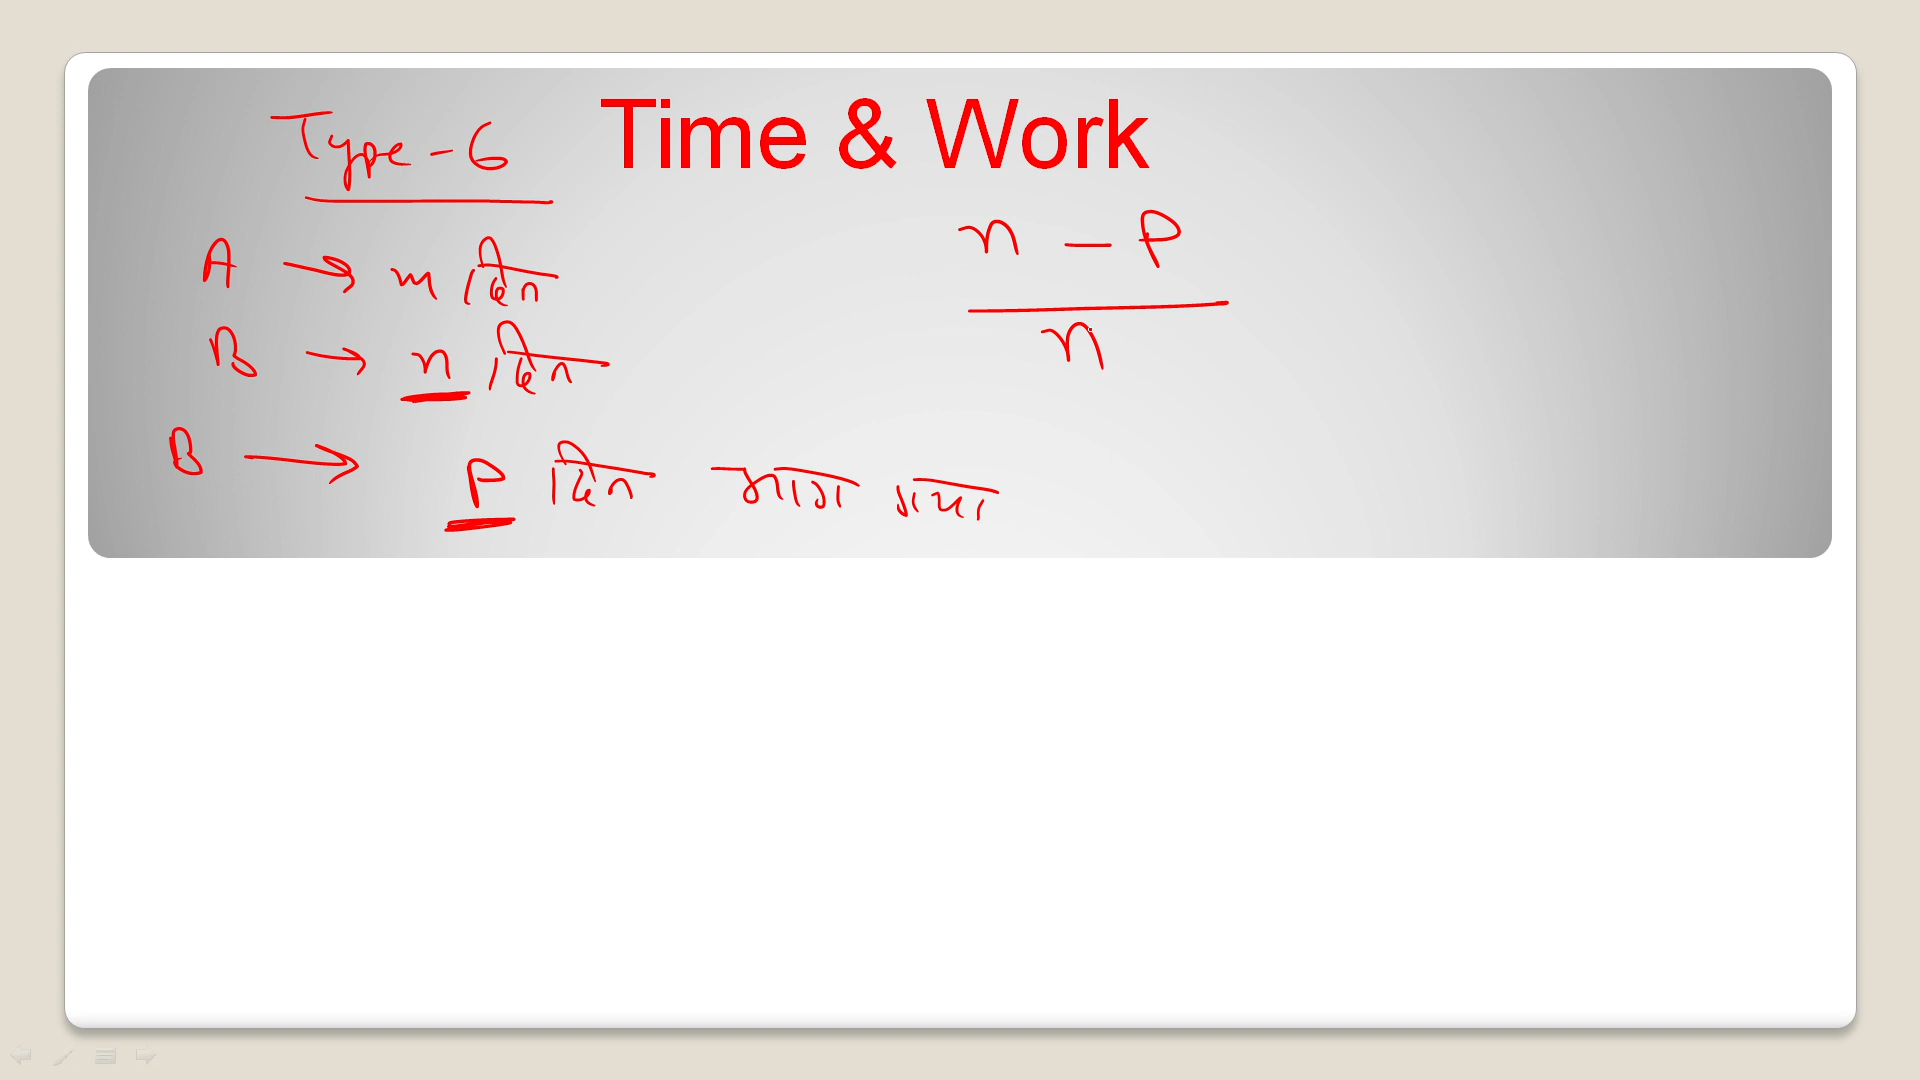 Time & Work
Type-6
A → m दिन
B → n दिन
B → P दिन भाग गया
n - P
n